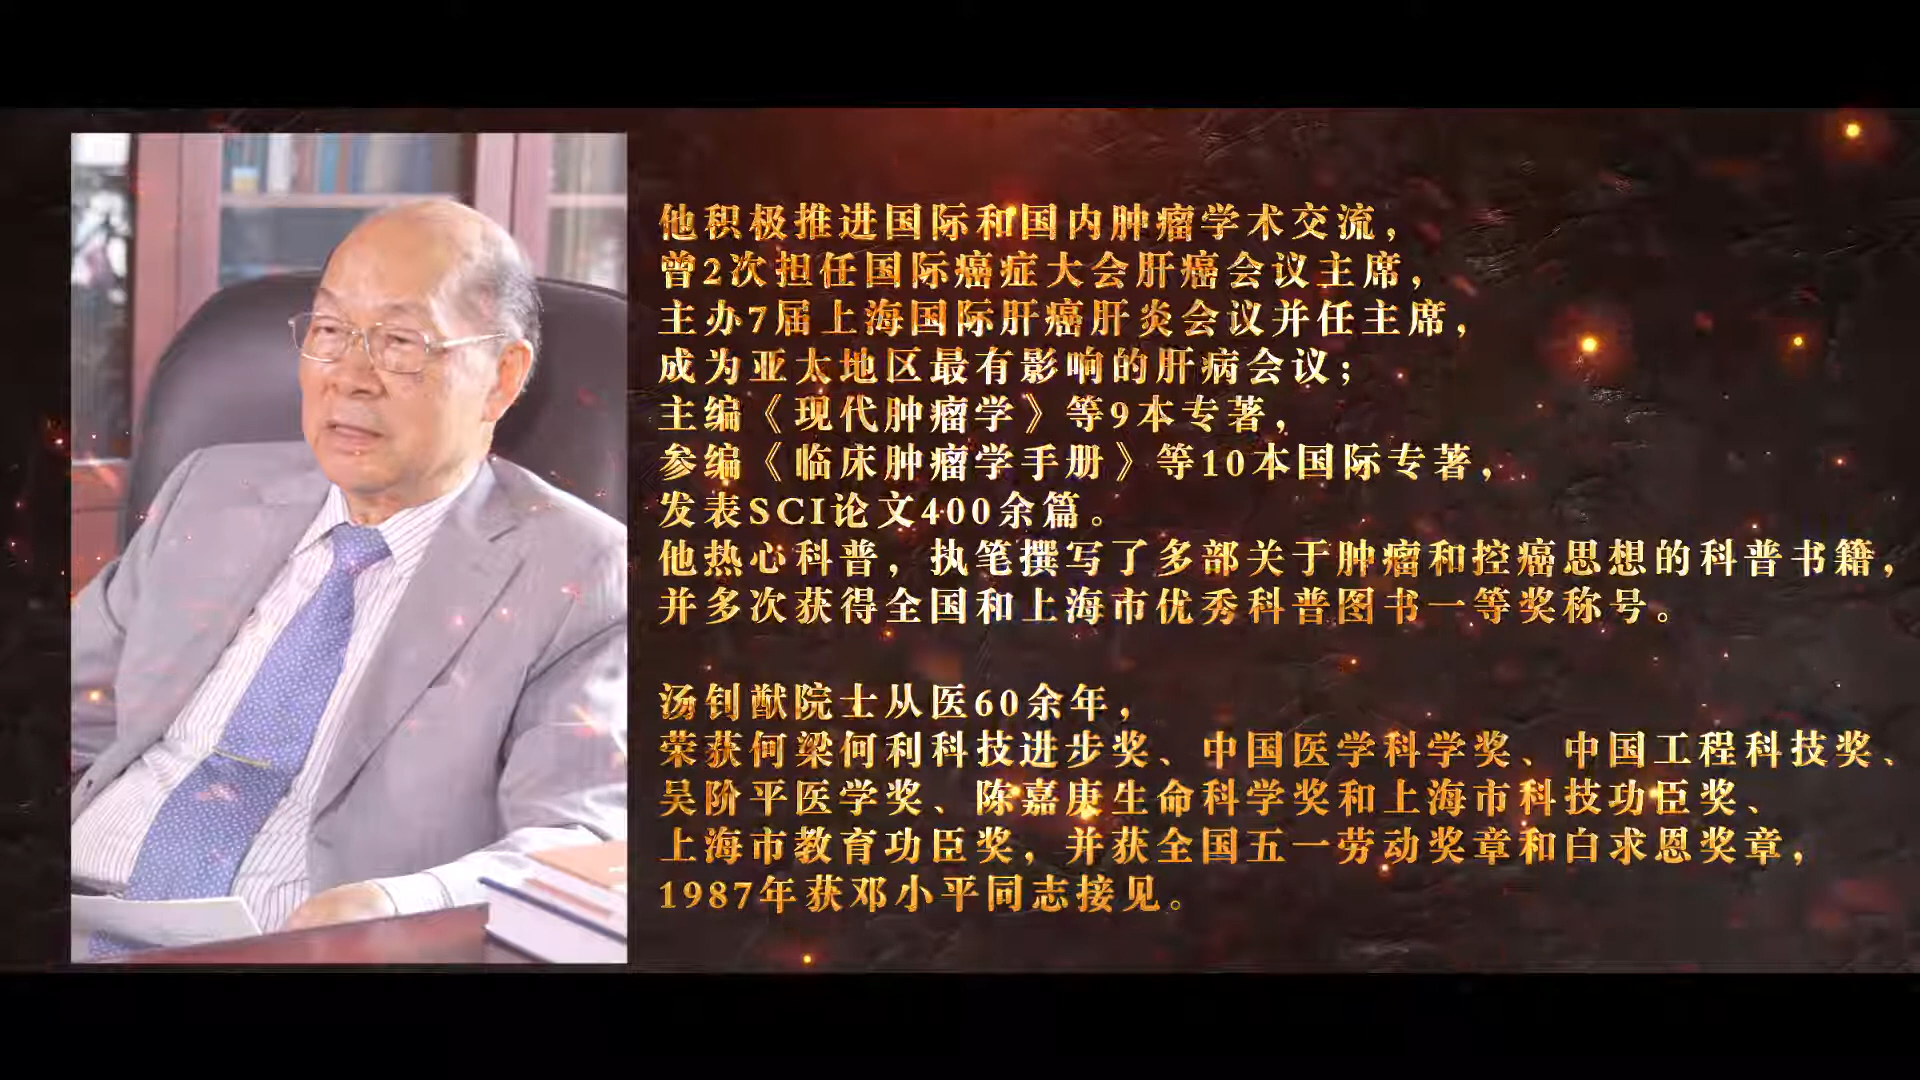 他积极推进国际和国内肿瘤学术交流，
曾2次担任国际癌症大会肝癌会议主席，
主办7届上海国际肝癌肝炎会议并任主席，
成为亚太地区最有影响的肝病会议；
主编《现代肿瘤学》等9本专著，
参编《临床肿瘤学手册》等10本国际专著，
发表SCI论文400余篇。
他热心科普，执笔撰写了多部关于肿瘤和控癌思想的科普书籍，
并多次获得全国和上海市优秀科普图书一等奖称号。
汤钊猷院士从医60余年，
荣获何梁何利科技进步奖、中国医学科学奖、中国工程科技奖、
吴阶平医学奖、陈嘉庚生命科学奖和上海市科技功臣奖、
上海市教育功臣奖，并获全国五一劳动奖章和白求恩奖章，
1987年获邓小平同志接见。